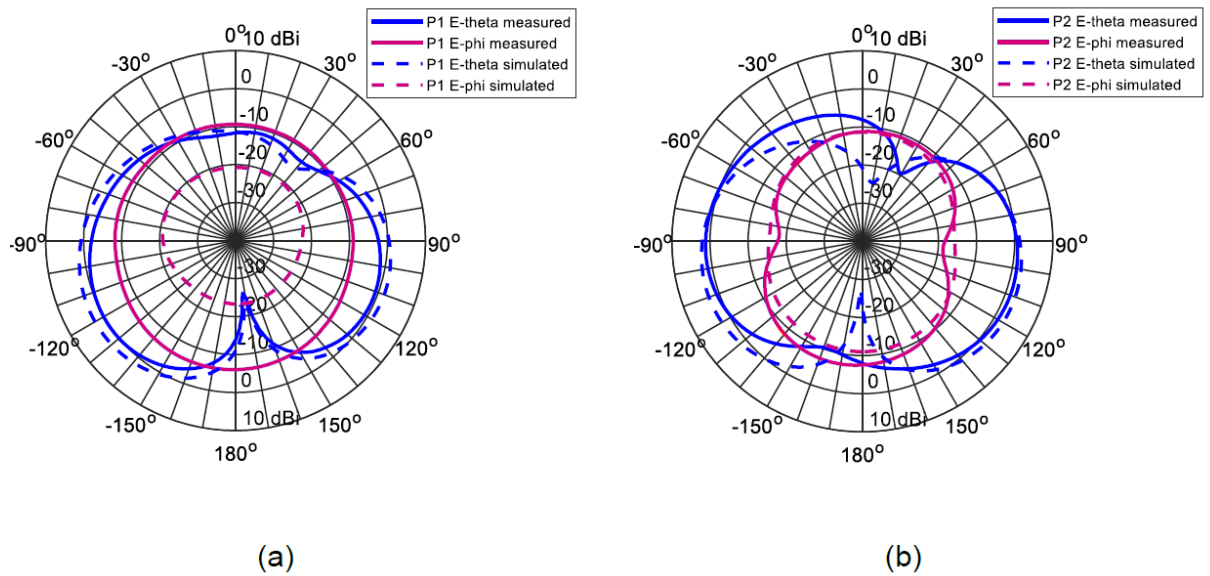 P1 E-theta measured
P1 E-phi measured
P1 E-theta simulated
P1 E-phi simulated
0° 10 dBi
-30° 30°
0
-60° 60°
-10
-20
-30
-90° 90°
-30
-20
-120° 120°
-10
0
-150° 150°
10 dBi
180°
(a)
P2 E-theta measured
P2 E-phi measured
P2 E-theta simulated
P2 E-phi simulated
0° 10 dBi
-30° 30°
0
-60° 60°
-10
-20
-30
-90° 90°
-30
-20
-120° 120°
-10
0
-150° 150°
10 dBi
180°
(b)